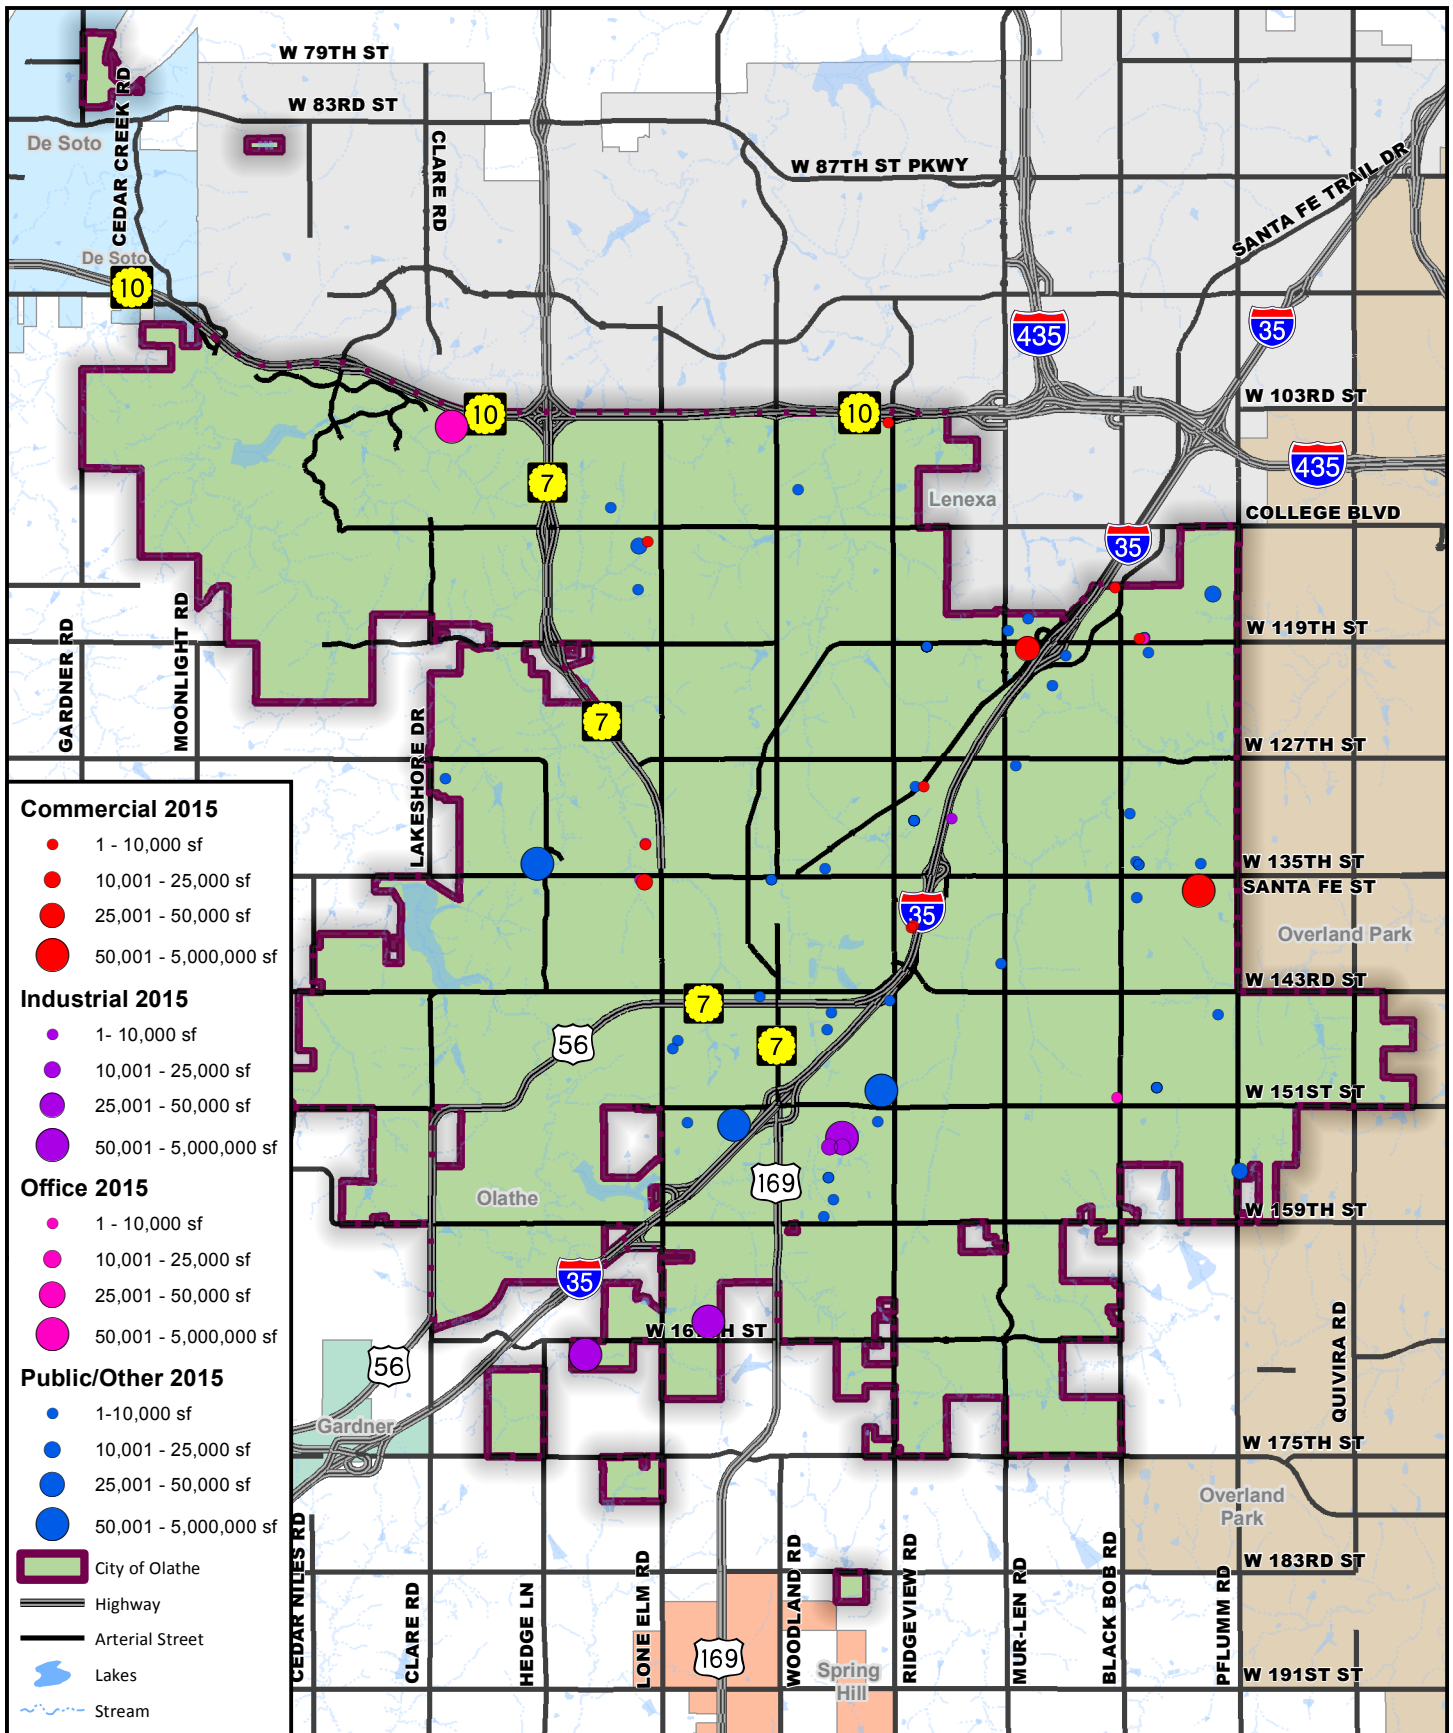 W 79TH ST
W 83RD ST
CEDAR CREEK RD
De Soto
CLARE RD
W 87TH ST PKWY
SANTA FE TRAIL DR
De Soto
10
435
35
W 103RD ST
10
10
435
7
Lenexa
COLLEGE BLVD
35
GARDNER RD
MOONLIGHT RD
W 119TH ST
LAKESHORE DR
7
W 127TH ST
W 135TH ST
SANTA FE ST
35
Overland Park
W 143RD ST
7
56
7
W 151ST ST
169
Olathe
W 159TH ST
35
56
QUIVIRA RD
Gardner
W 175TH ST
Overland
Park
W 183RD ST
CEDAR NILES RD
CLARE RD
HEDGE LN
LONE ELM RD
WOODLAND RD
RIDGEVIEW RD
MUR-LEN RD
BLACK BOB RD
PFLUMM RD
169
Spring
Hill
W 191ST ST
Commercial 2015
1 - 10,000 sf
10,001 - 25,000 sf
25,001 - 50,000 sf
50,001 - 5,000,000 sf
Industrial 2015
1- 10,000 sf
10,001 - 25,000 sf
25,001 - 50,000 sf
50,001 - 5,000,000 sf
Office 2015
1 - 10,000 sf
10,001 - 25,000 sf
25,001 - 50,000 sf
50,001 - 5,000,000 sf
Public/Other 2015
1-10,000 sf
10,001 - 25,000 sf
25,001 - 50,000 sf
50,001 - 5,000,000 sf
City of Olathe
Highway
Arterial Street
Lakes
Stream